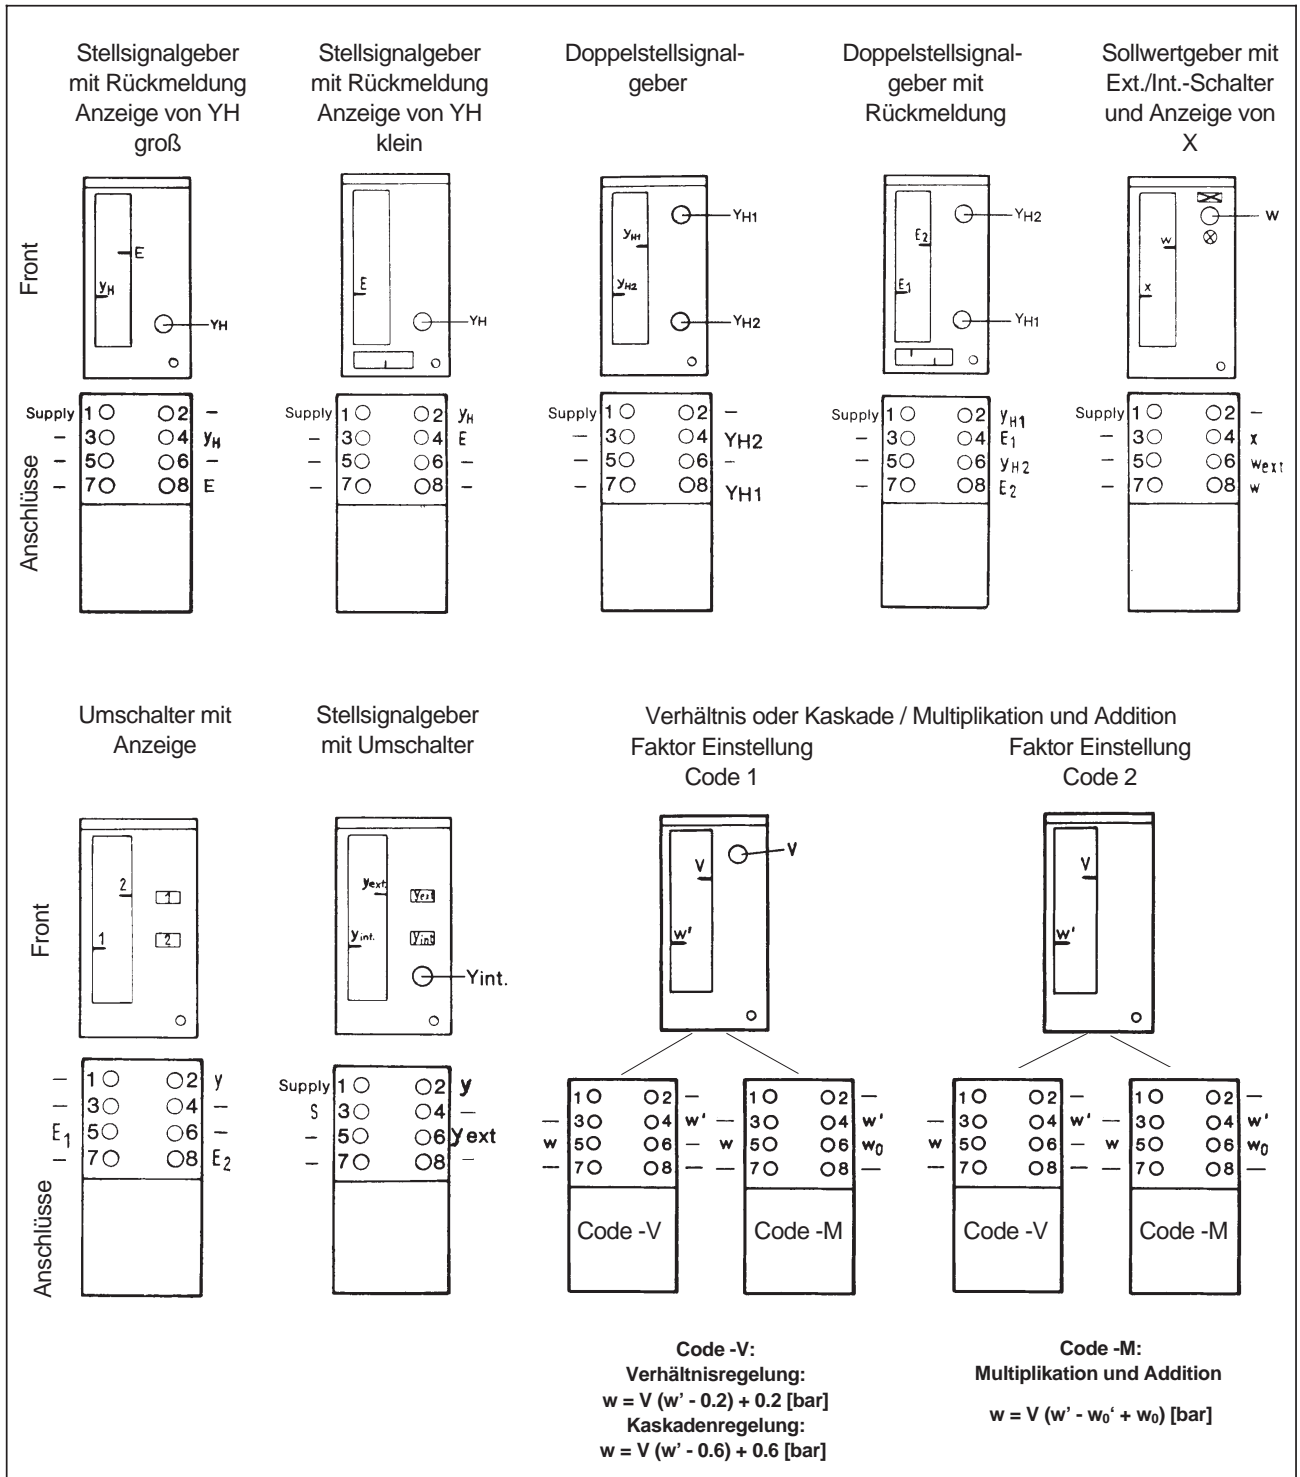 Stellsignalgeber
mit Rückmeldung
Anzeige von YH
groß
Stellsignalgeber
mit Rückmeldung
Anzeige von YH
klein
Doppelstellsignal-
geber
Doppelstellsignal-
geber mit
Rückmeldung
Sollwertgeber mit
Ext./Int.-Schalter
und Anzeige von
X
Front
E
yH
YH
E
YH
YH1
yH1
yH2
YH2
YH2
E2
E1
YH1
W
w
x
Anschlüsse
Supply 1 2 –
– 3 4 yH
– 5 6 –
– 7 8 E
Supply 1 2 yH
– 3 4 E
– 5 6 –
– 7 8 –
Supply 1 2 –
– 3 4 YH2
– 5 6 –
– 7 8 YH1
Supply 1 2 yH1
– 3 4 E1
– 5 6 yH2
– 7 8 E2
Supply 1 2 –
– 3 4 x
– 5 6 wext
– 7 8 w
Umschalter mit
Anzeige
Stellsignalgeber
mit Umschalter
Verhältnis oder Kaskade / Multiplikation und Addition
Faktor Einstellung
Code 1
Faktor Einstellung
Code 2
Front
2
1
1
2
yext.
yext
yint.
yint
Yint.
V
V
w'
V
w'
Anschlüsse
– 1 2 y
– 3 4 –
E1 5 6 –
– 7 8 E2
Supply 1 2 y
S 3 4 –
– 5 6 yext
– 7 8 –
1 2 –
– 3 4 w'
w 5 6 –
– 7 8 –
Code -V
1 2 –
– 3 4 w'
w 5 6 w0
– 7 8 –
Code -M
1 2 –
– 3 4 w'
w 5 6 –
– 7 8 –
Code -V
1 2 –
– 3 4 w'
w 5 6 w0
– 7 8 –
Code -M
Code -V:
Verhältnisregelung:
w = V (w’ - 0.2) + 0.2 [bar]
Kaskadenregelung:
w = V (w’ - 0.6) + 0.6 [bar]
Code -M:
Multiplikation und Addition
w = V (w’ - w0‘ + w0) [bar]